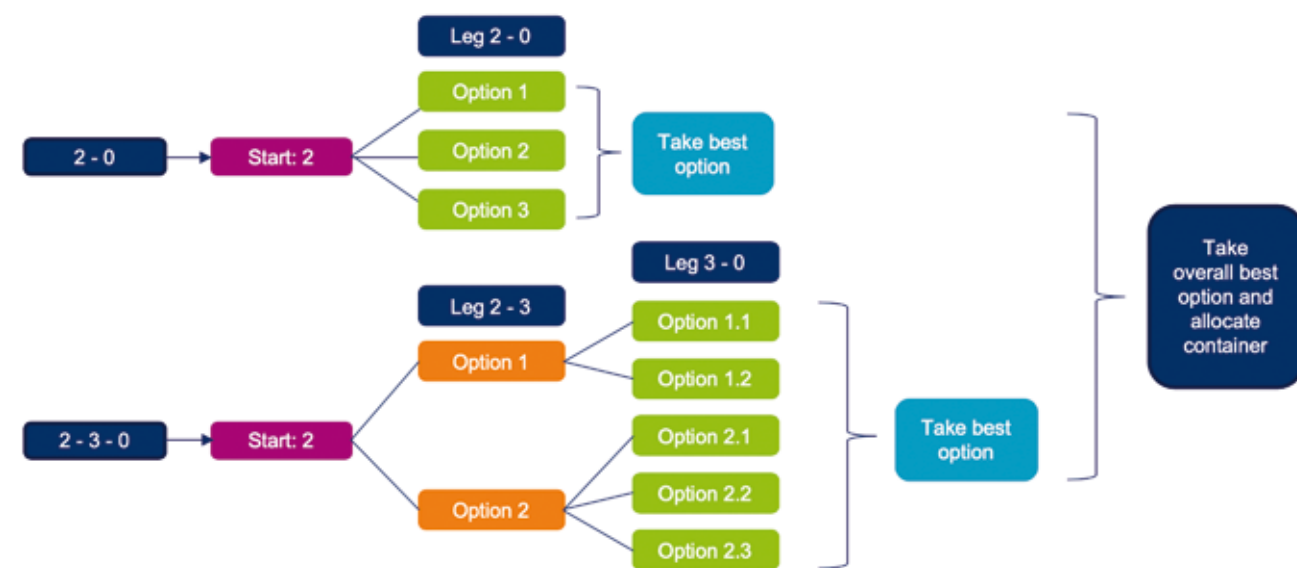 Leg 2 - 0
Option 1
2 - 0
Start: 2
Option 2
Take best
option
Option 3
Leg 3 - 0
Leg 2 - 3
Option 1.1
Option 1
Option 1.2
2 - 3 - 0
Start: 2
Option 2.1
Take best
option
Option 2
Option 2.2
Option 2.3
Take
overall best
option and
allocate
container